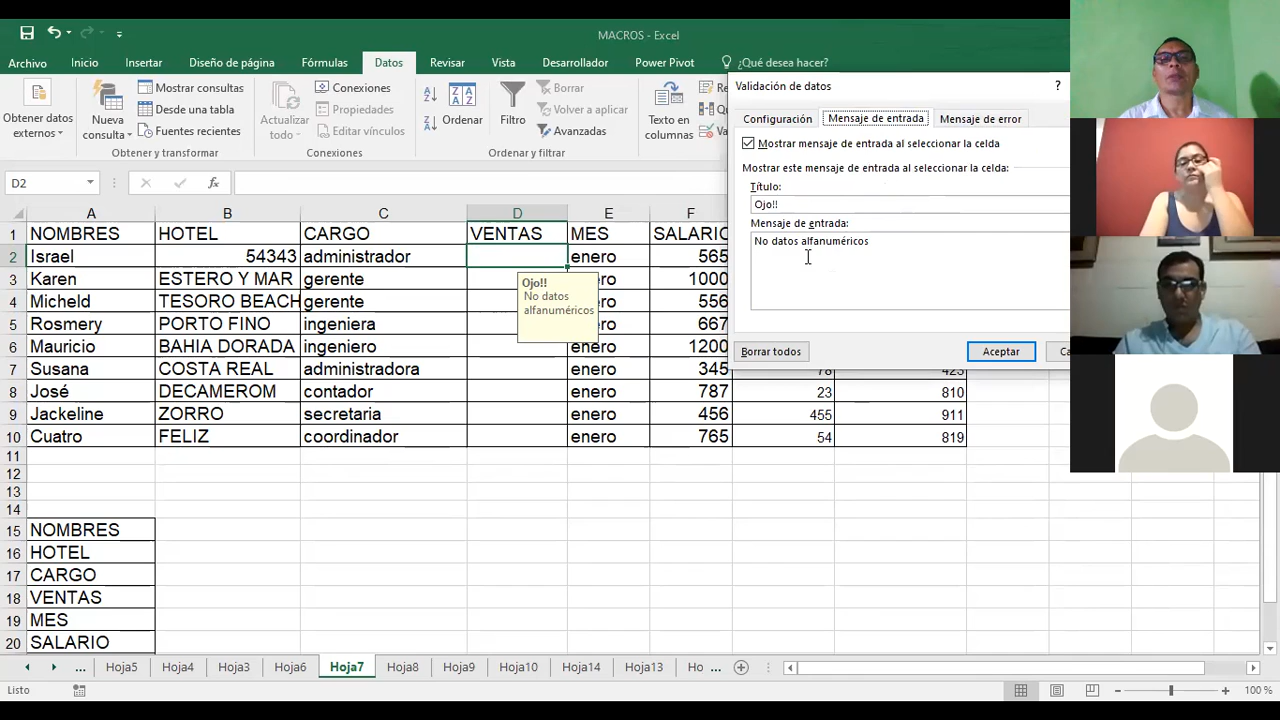 MACROS - Excel
Archivo Inicio Insertar Diseño de página Fórmulas Datos Revisar Vista Desarrollador Power Pivot ¿Qué desea hacer?
Obtener datos externos
Nueva consulta
Mostrar consultas
Desde una tabla
Fuentes recientes
Obtener y transformar
Actualizar todo
Conexiones
Propiedades
Editar vínculos
Conexiones
Ordenar
Filtro
Borrar
Volver a aplicar
Avanzadas
Ordenar y filtrar
Texto en columnas
Validación de datos ?
Configuración Mensaje de entrada Mensaje de error
Mostrar mensaje de entrada al seleccionar la celda
Mostrar este mensaje de entrada al seleccionar la celda:
Título:
Ojo!!
Mensaje de entrada:
No datos alfanuméricos
Borrar todos Aceptar
D2 fx
A B C D E F
1 NOMBRES HOTEL CARGO VENTAS MES SALARIO
2 Israel 54343 administrador enero 565
3 Karen ESTERO Y MAR gerente enero 1000
4 Micheld TESORO BEACH gerente enero 556
5 Rosmery PORTO FINO ingeniera enero 667
6 Mauricio BAHIA DORADA ingeniero enero 1200
7 Susana COSTA REAL administradora enero 345 78 423
8 José DECAMEROM contador enero 787 23 810
9 Jackeline ZORRO secretaria enero 456 455 911
10 Cuatro FELIZ coordinador enero 765 54 819
Ojo!!
No datos
alfanuméricos
11
12
13
14
15 NOMBRES
16 HOTEL
17 CARGO
18 VENTAS
19 MES
20 SALARIO
... Hoja5 Hoja4 Hoja3 Hoja6 Hoja7 Hoja8 Hoja9 Hoja10 Hoja14 Hoja13 Ho ...
Listo 100 %